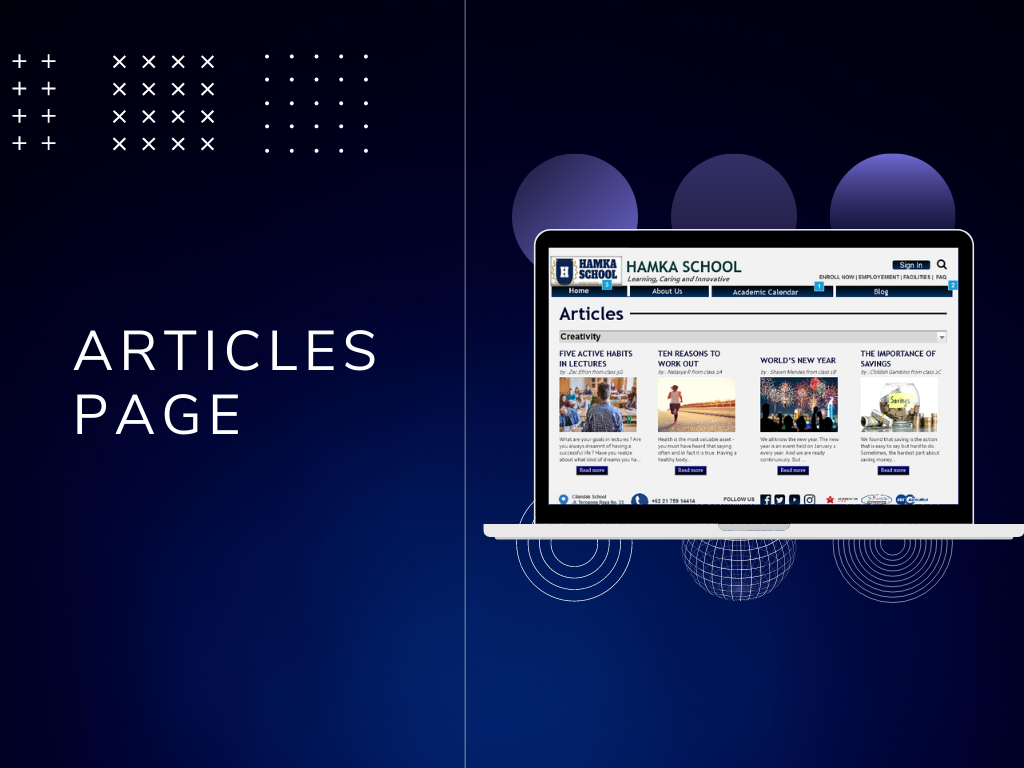 ARTICLES
PAGE
HAMKA
SCHOOL
HAMKA SCHOOL
Learning, Caring and Innovative
Sign In
ENROLL NOW | EMPLOYEMENT | FACILITIES | FAQ
Home
3
About Us
Academic Calendar
1
Blog
2
Articles
Creativity
FIVE ACTIVE HABITS
IN LECTURES
by : Zac Efron from class 3G
What are your goals in lectures ? Are
you always dreamnt of having a
successful life ? Have you realize
about what kind of dreams you ha...
Read more
TEN REASONS TO
WORK OUT
by : Natasya R from class 2A
Health is the most valuable asset -
you must have heard that saying
often and in fact it is true. Having a
healthy body...
Read more
WORLD'S NEW YEAR
by : Shawn Mendes from class 1B
We all know the new year. The new
year is an event held on January 1
every year. And we are ready
continuously. But ...
Read more
THE IMPORTANCE OF
SAVINGS
by : Childish Gambino from class 2C
Savings
We found that saving is the action
that is easy to say but hard to do.
Sometimes, the hardest part about
saving money...
Read more
Cilandak School
Jl. Terogong Raya No. 33
+62 21 759 14414
FOLLOW US